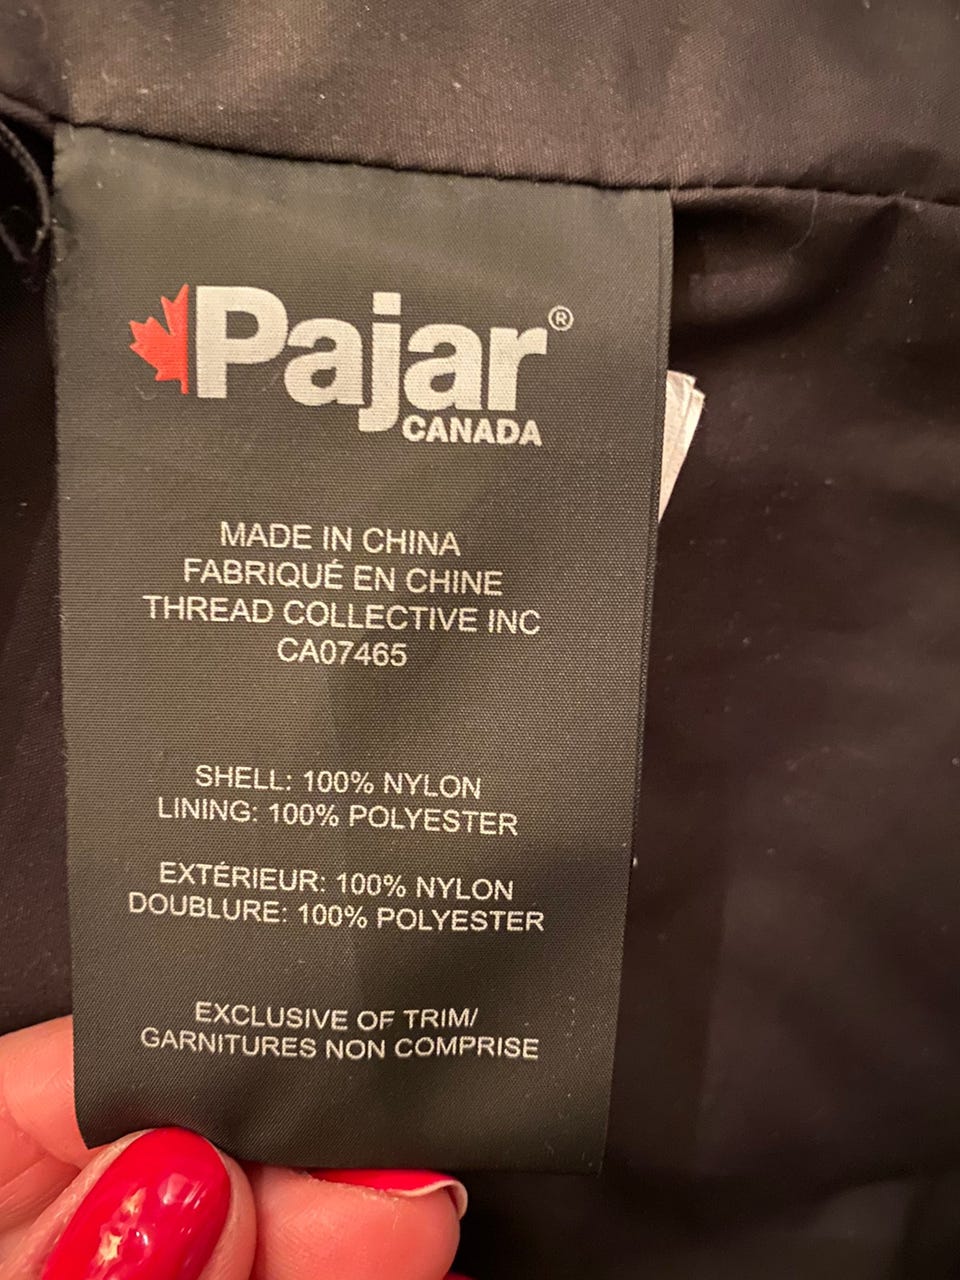 Pajar®
CANADA
MADE IN CHINA
FABRIQUÉ EN CHINE
THREAD COLLECTIVE INC
CA07465
SHELL: 100% NYLON
LINING: 100% POLYESTER
EXTÉRIEUR: 100% NYLON
DOUBLURE: 100% POLYESTER
EXCLUSIVE OF TRIM/
GARNITURES NON COMPRISE